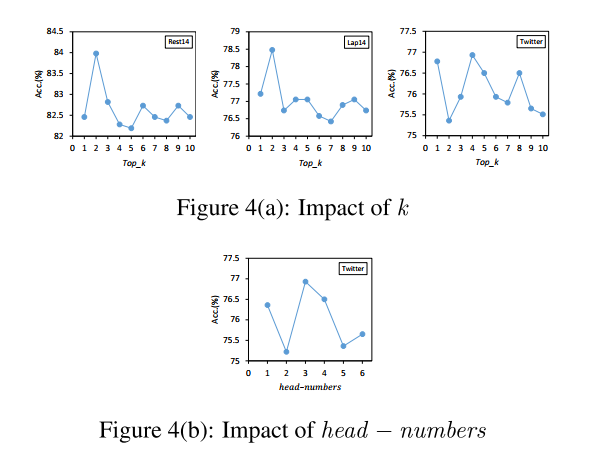 84.5
84
83.5
83
82.5
82
Acc.(%)
Rest14
0 1 2 3 4 5 6 7 8 9 10
Top_k
79
78.5
78
77.5
77
76.5
76
Acc.(%)
Lap14
0 1 2 3 4 5 6 7 8 9 10
Top_k
77.5
77
76.5
76
75.5
75
Acc.(%)
Twitter
0 1 2 3 4 5 6 7 8 9 10
Top_k
Figure 4(a): Impact of k
77.5
77
76.5
76
75.5
75
Acc.(%)
Twitter
0 1 2 3 4 5 6
head−numbers
Figure 4(b): Impact of head − numbers